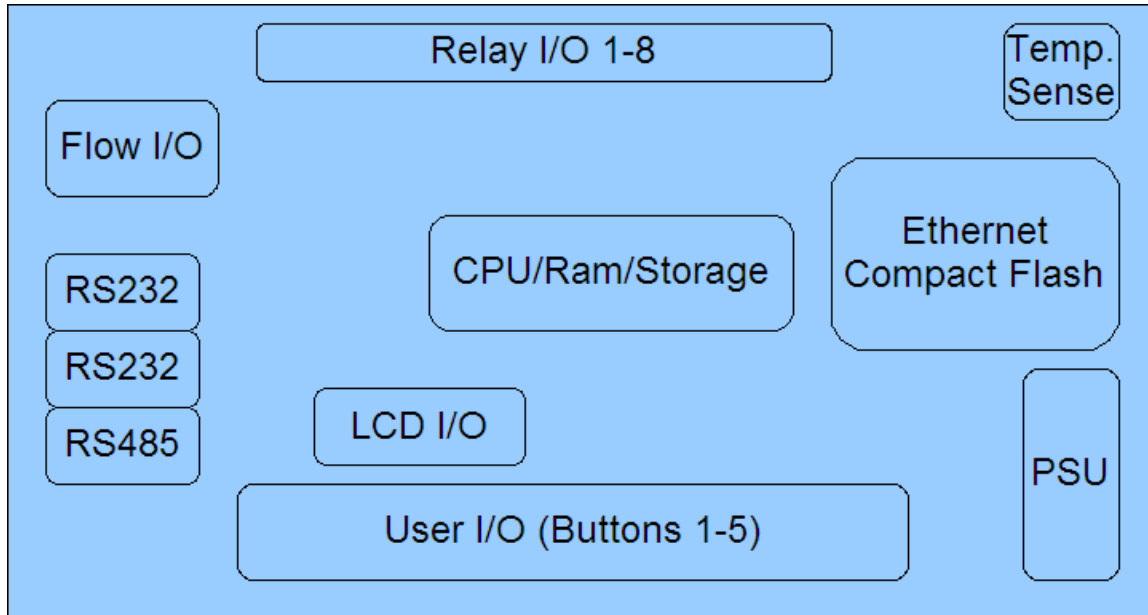 Relay I/O 1-8
Temp.
Sense
Flow I/O
Ethernet
Compact Flash
CPU/Ram/Storage
RS232
RS232
RS485
LCD I/O
PSU
User I/O (Buttons 1-5)